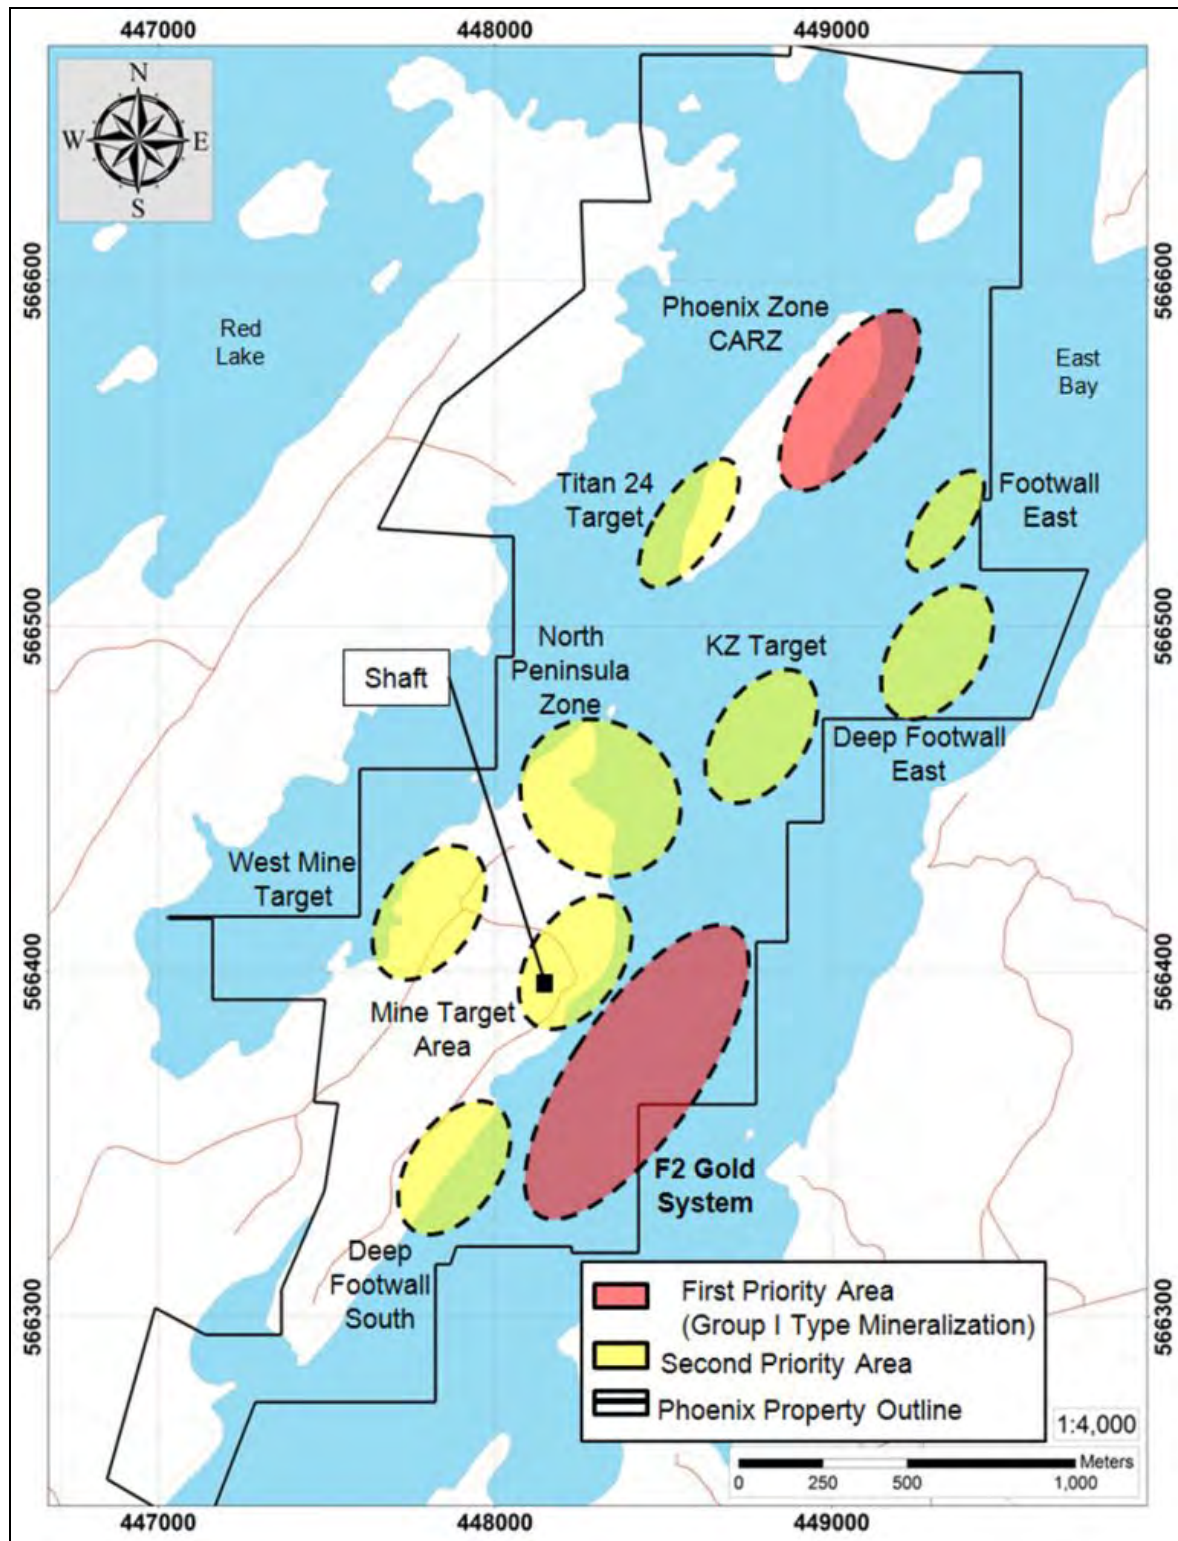 447000 448000 449000
N
W E
S
566600
566600
Phoenix Zone
CARZ
Red
Lake
East
Bay
Titan 24
Target
Footwall
East
566500
566500
North
Peninsula
Zone
KZ Target
Shaft
Deep Footwall
East
West Mine
Target
566400
566400
Mine Target
Area
F2 Gold
System
Deep
Footwall
South
566300
566300
First Priority Area
(Group I Type Mineralization)
Second Priority Area
Phoenix Property Outline
1:4,000
Meters
0 250 500 1,000
447000 448000 449000